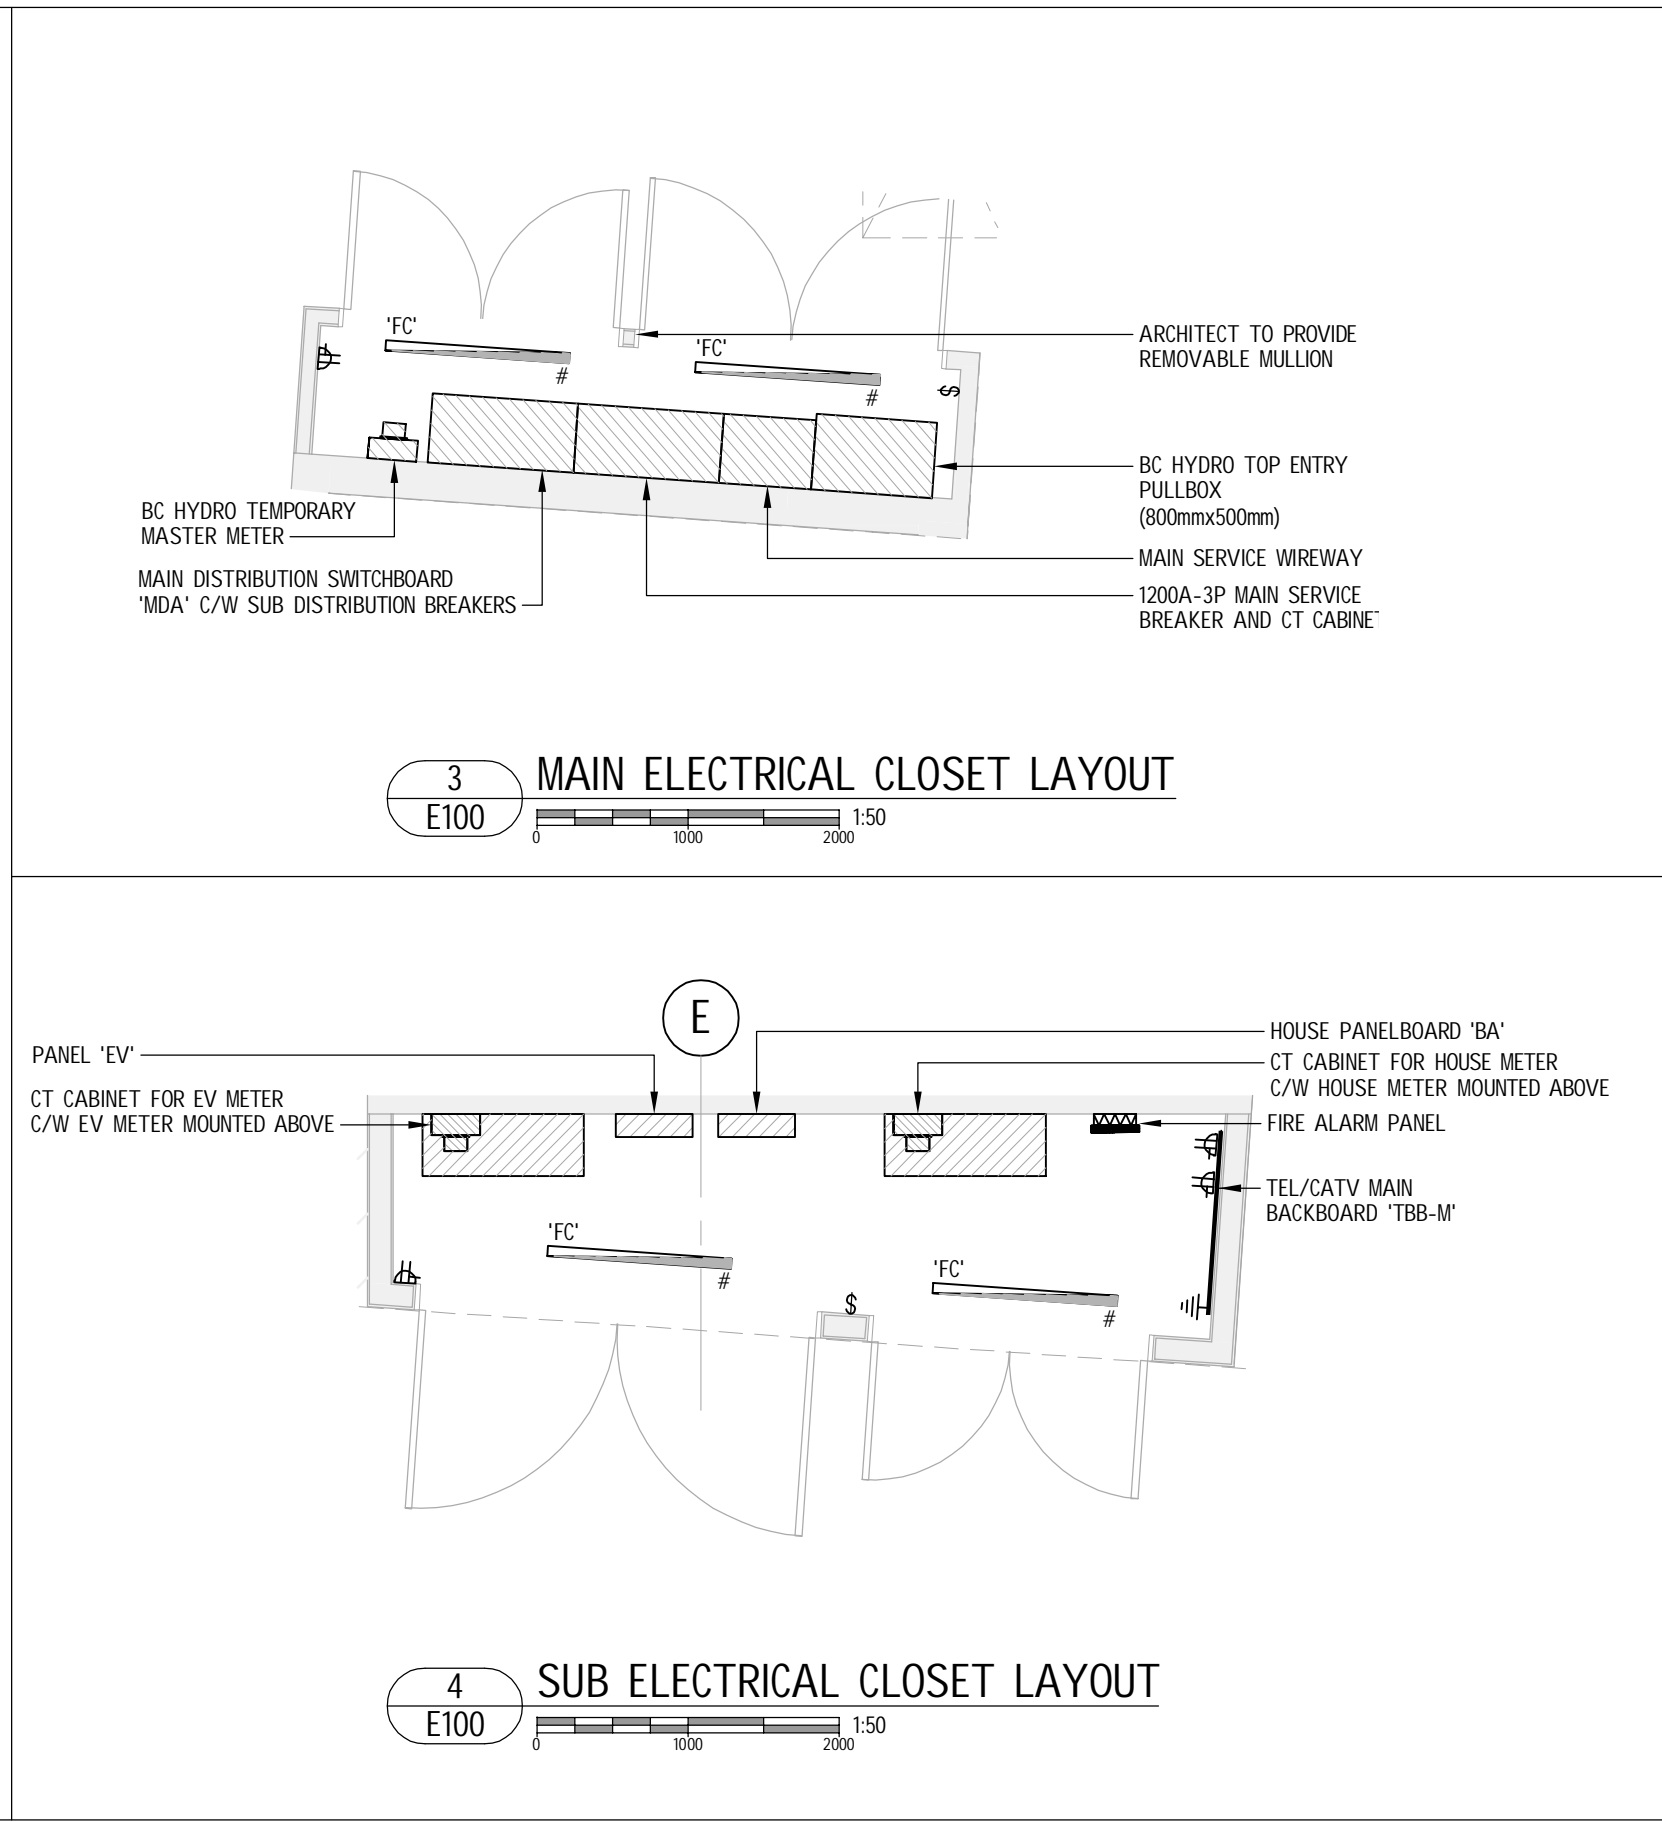 'FC'
'FC'
#
#
$
ARCHITECT TO PROVIDE
REMOVABLE MULLION
BC HYDRO TOP ENTRY
PULLBOX
(800mmx500mm)
BC HYDRO TEMPORARY
MASTER METER
MAIN SERVICE WIREWAY
MAIN DISTRIBUTION SWITCHBOARD
'MDA' C/W SUB DISTRIBUTION BREAKERS
1200A-3P MAIN SERVICE
BREAKER AND CT CABINET
3
E100
MAIN ELECTRICAL CLOSET LAYOUT
1:50
0 1000 2000
E
PANEL 'EV'
CT CABINET FOR EV METER
C/W EV METER MOUNTED ABOVE
HOUSE PANELBOARD 'BA'
CT CABINET FOR HOUSE METER
C/W HOUSE METER MOUNTED ABOVE
FIRE ALARM PANEL
TEL/CATV MAIN
BACKBOARD 'TBB-M'
'FC'
#
'FC'
#
$
4
E100
SUB ELECTRICAL CLOSET LAYOUT
1:50
0 1000 2000